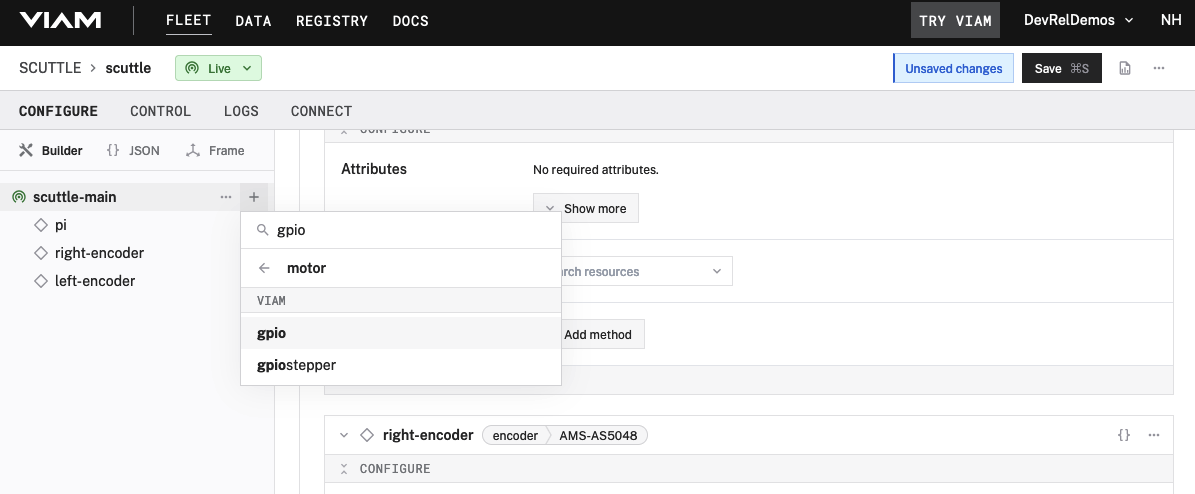 VIAM
FLEET DATA REGISTRY DOCS
TRY VIAM DevRelDemos NH
SCUTTLE > scuttle Live
Unsaved changes Save ⌘S
CONFIGURE CONTROL LOGS CONNECT
Builder {} JSON Frame
CONFIGURE
Attributes No required attributes.
Show more
scuttle-main ... +
pi
right-encoder
left-encoder
gpio
← motor
VIAM
gpio
gpiostepper
resources
Add method
right-encoder encoder AMS-AS5048 {} ...
CONFIGURE